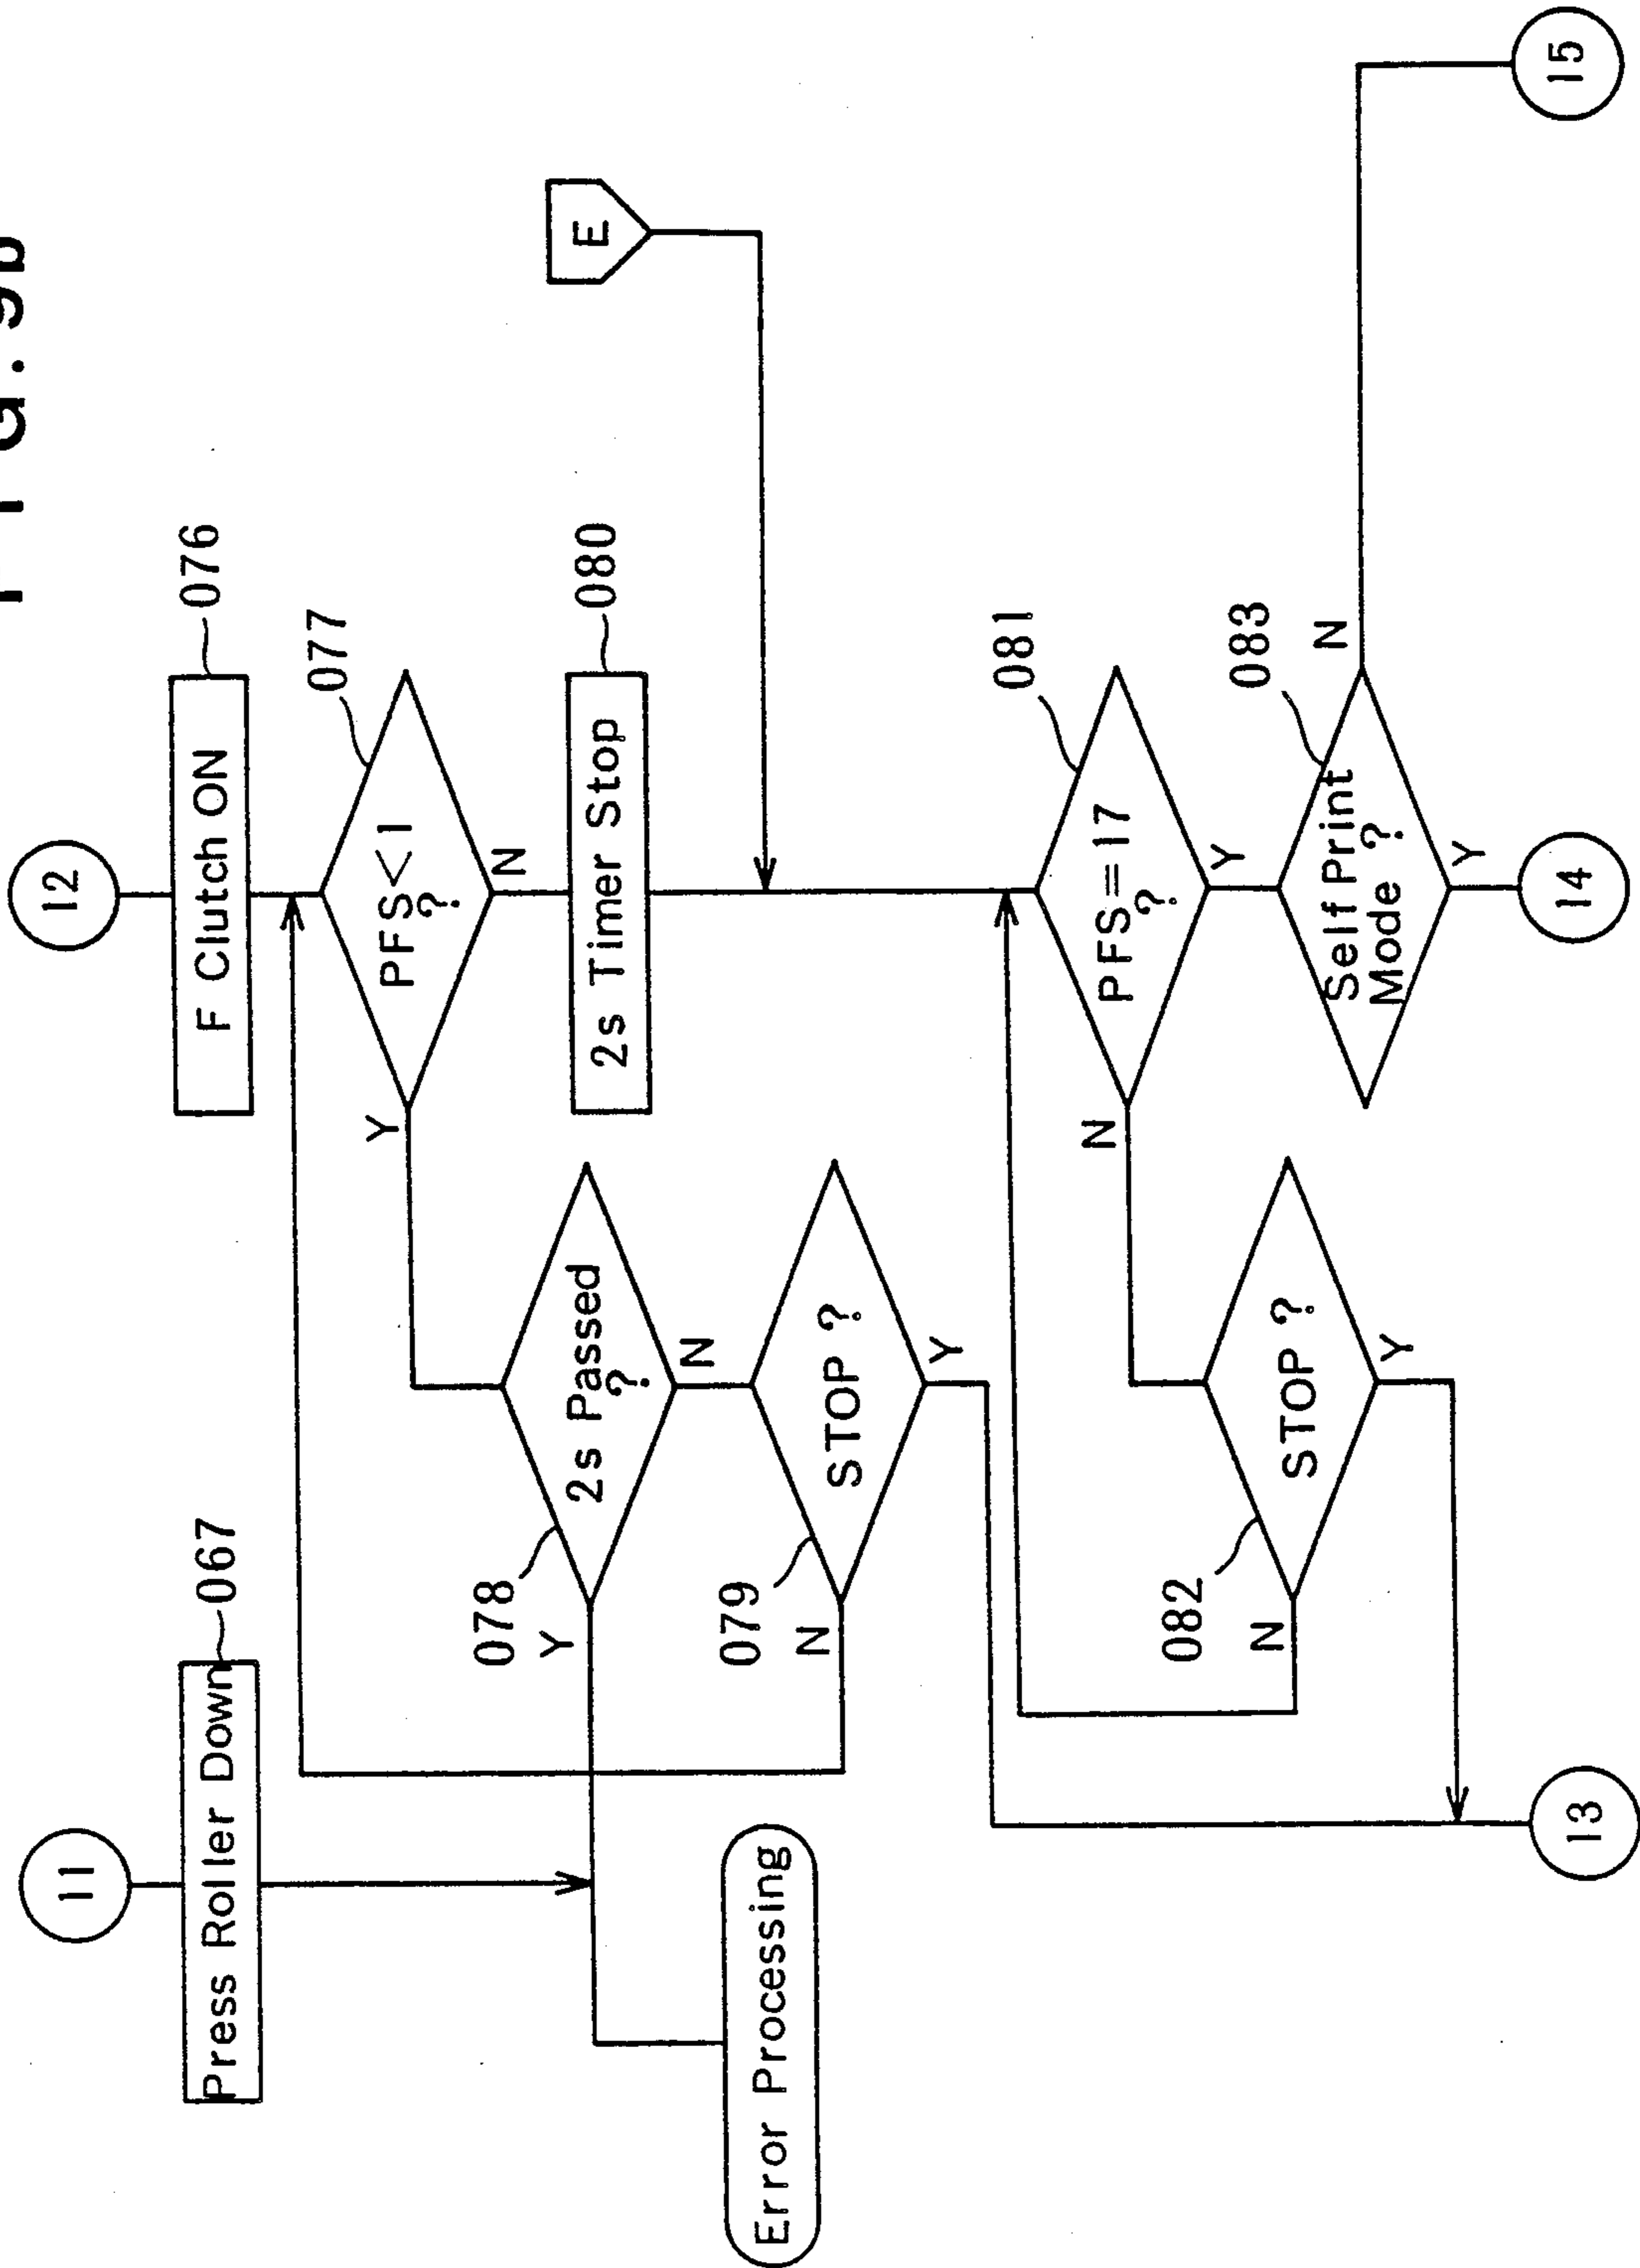 FIG. 9b
11
12
Press Roller Down
067
F Clutch ON
076
077
PFS<1
?
Y
N
078
2s Passed
?
Y
N
2s Timer Stop
080
E
079
STOP ?
N
Y
Error Processing
081
PFS=17
?
N
Y
082
STOP ?
N
Y
083
Self Print
Mode ?
N
Y
13
14
15